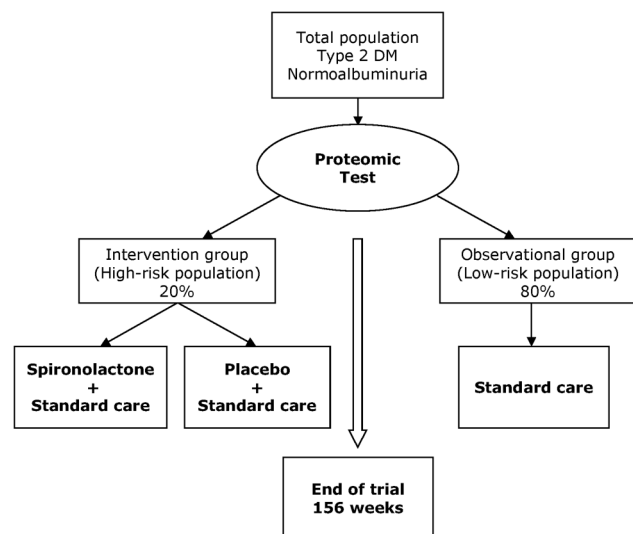 Total population
Type 2 DM
Normoalbuminuria
Proteomic
Test
Intervention group
(High-risk population)
20%
Observational group
(Low-risk population)
80%
Spironolactone
+
Standard care
Placebo
+
Standard care
Standard care
End of trial
156 weeks